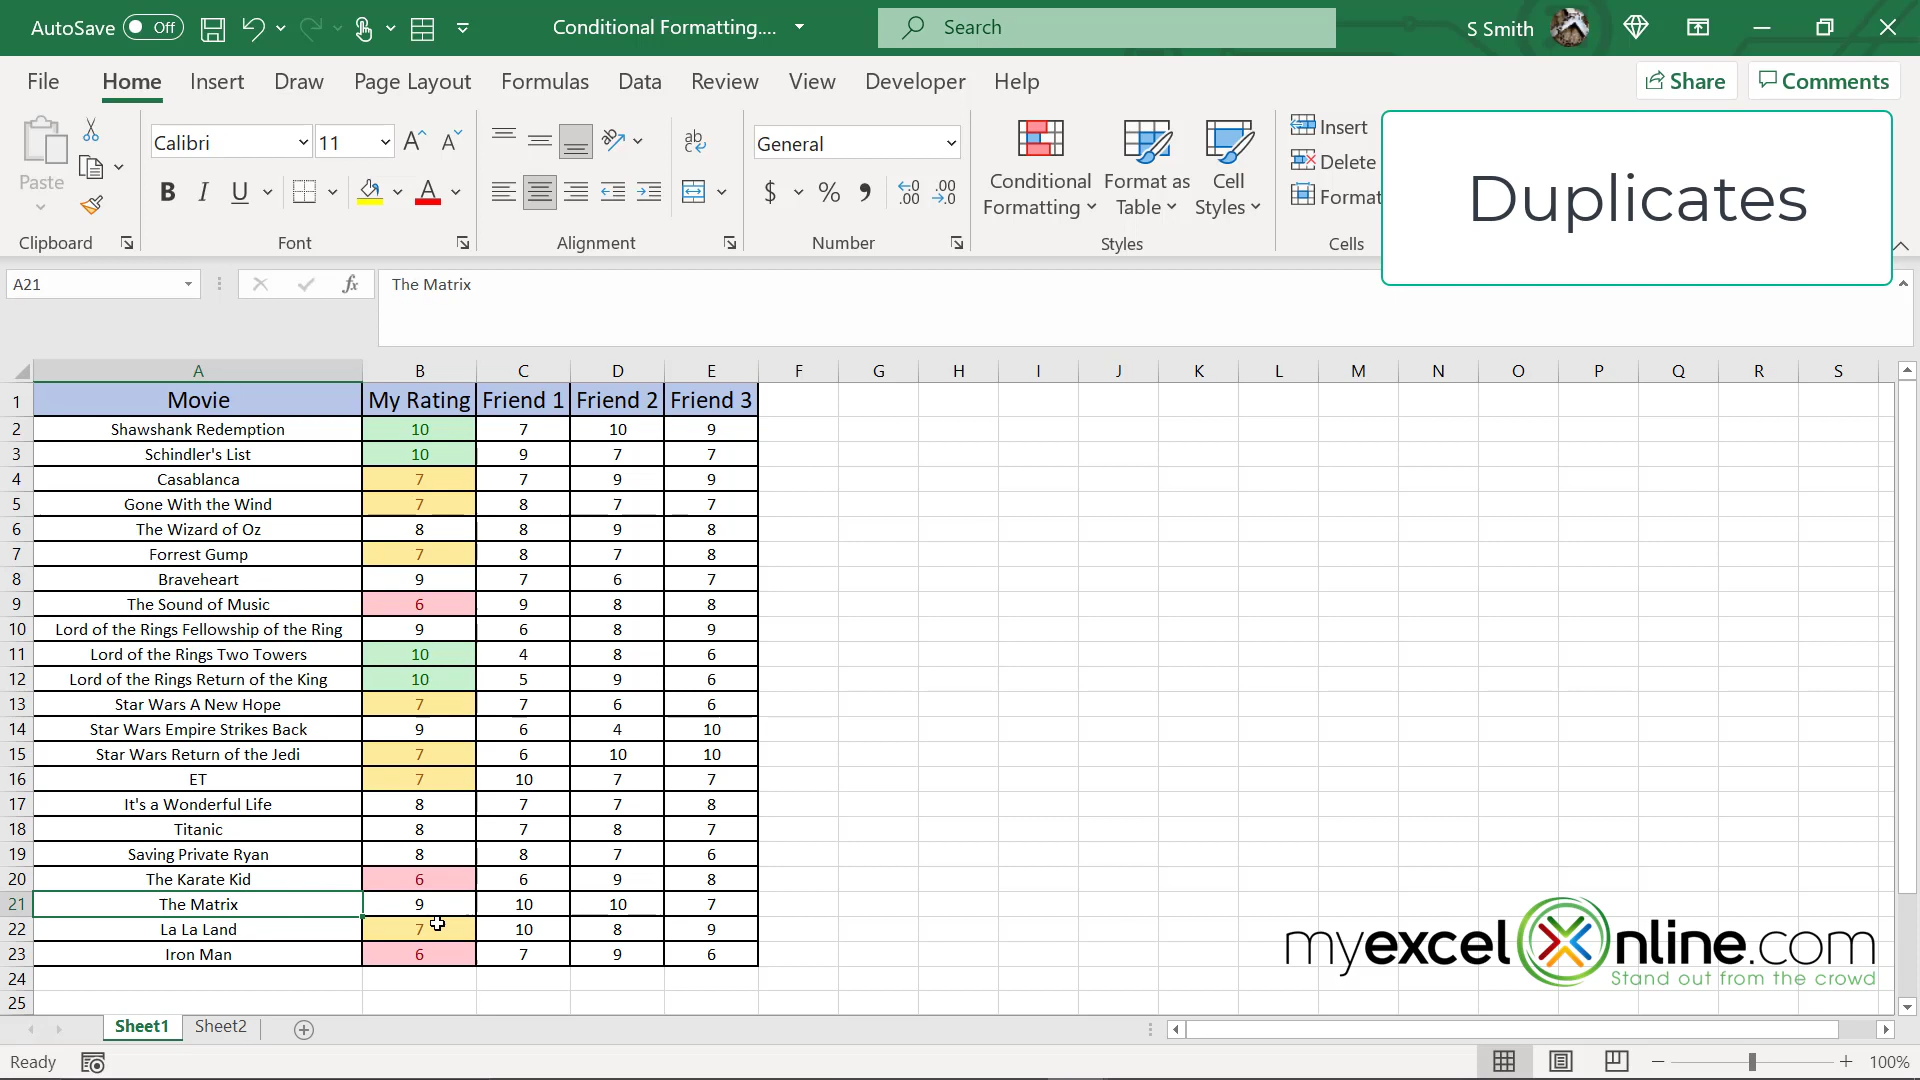 AutoSave Off Conditional Formatting.... Search S Smith
File Home Insert Draw Page Layout Formulas Data Review View Developer Help Share Comments
Paste
Clipboard
Calibri 11
B I U A
Font
ab
Alignment
General
$ % 9
Number
Conditional Formatting
Format as Table
Cell Styles
Styles
Insert
Delete
Format
Cells
Duplicates
A21 fx The Matrix
A B C D E F G H I J K L M N O P Q R S
1 Movie My Rating Friend 1 Friend 2 Friend 3
2 Shawshank Redemption 10 7 10 9
3 Schindler's List 10 9 7 7
4 Casablanca 7 7 9 9
5 Gone With the Wind 7 8 7 7
6 The Wizard of Oz 8 8 9 8
7 Forrest Gump 7 8 7 8
8 Braveheart 9 7 6 7
9 The Sound of Music 6 9 8 8
10 Lord of the Rings Fellowship of the Ring 9 6 8 9
11 Lord of the Rings Two Towers 10 4 8 6
12 Lord of the Rings Return of the King 10 5 9 6
13 Star Wars A New Hope 7 7 6 6
14 Star Wars Empire Strikes Back 9 6 4 10
15 Star Wars Return of the Jedi 7 6 10 10
16 ET 7 10 7 7
17 It's a Wonderful Life 8 7 7 8
18 Titanic 8 7 8 7
19 Saving Private Ryan 8 8 7 6
20 The Karate Kid 6 6 9 8
21 The Matrix 9 10 10 7
22 La La Land 7 10 8 9
23 Iron Man 6 7 9 6
24
25
myexcelonline.com
Stand out from the crowd
Sheet1 Sheet2
Ready 100%